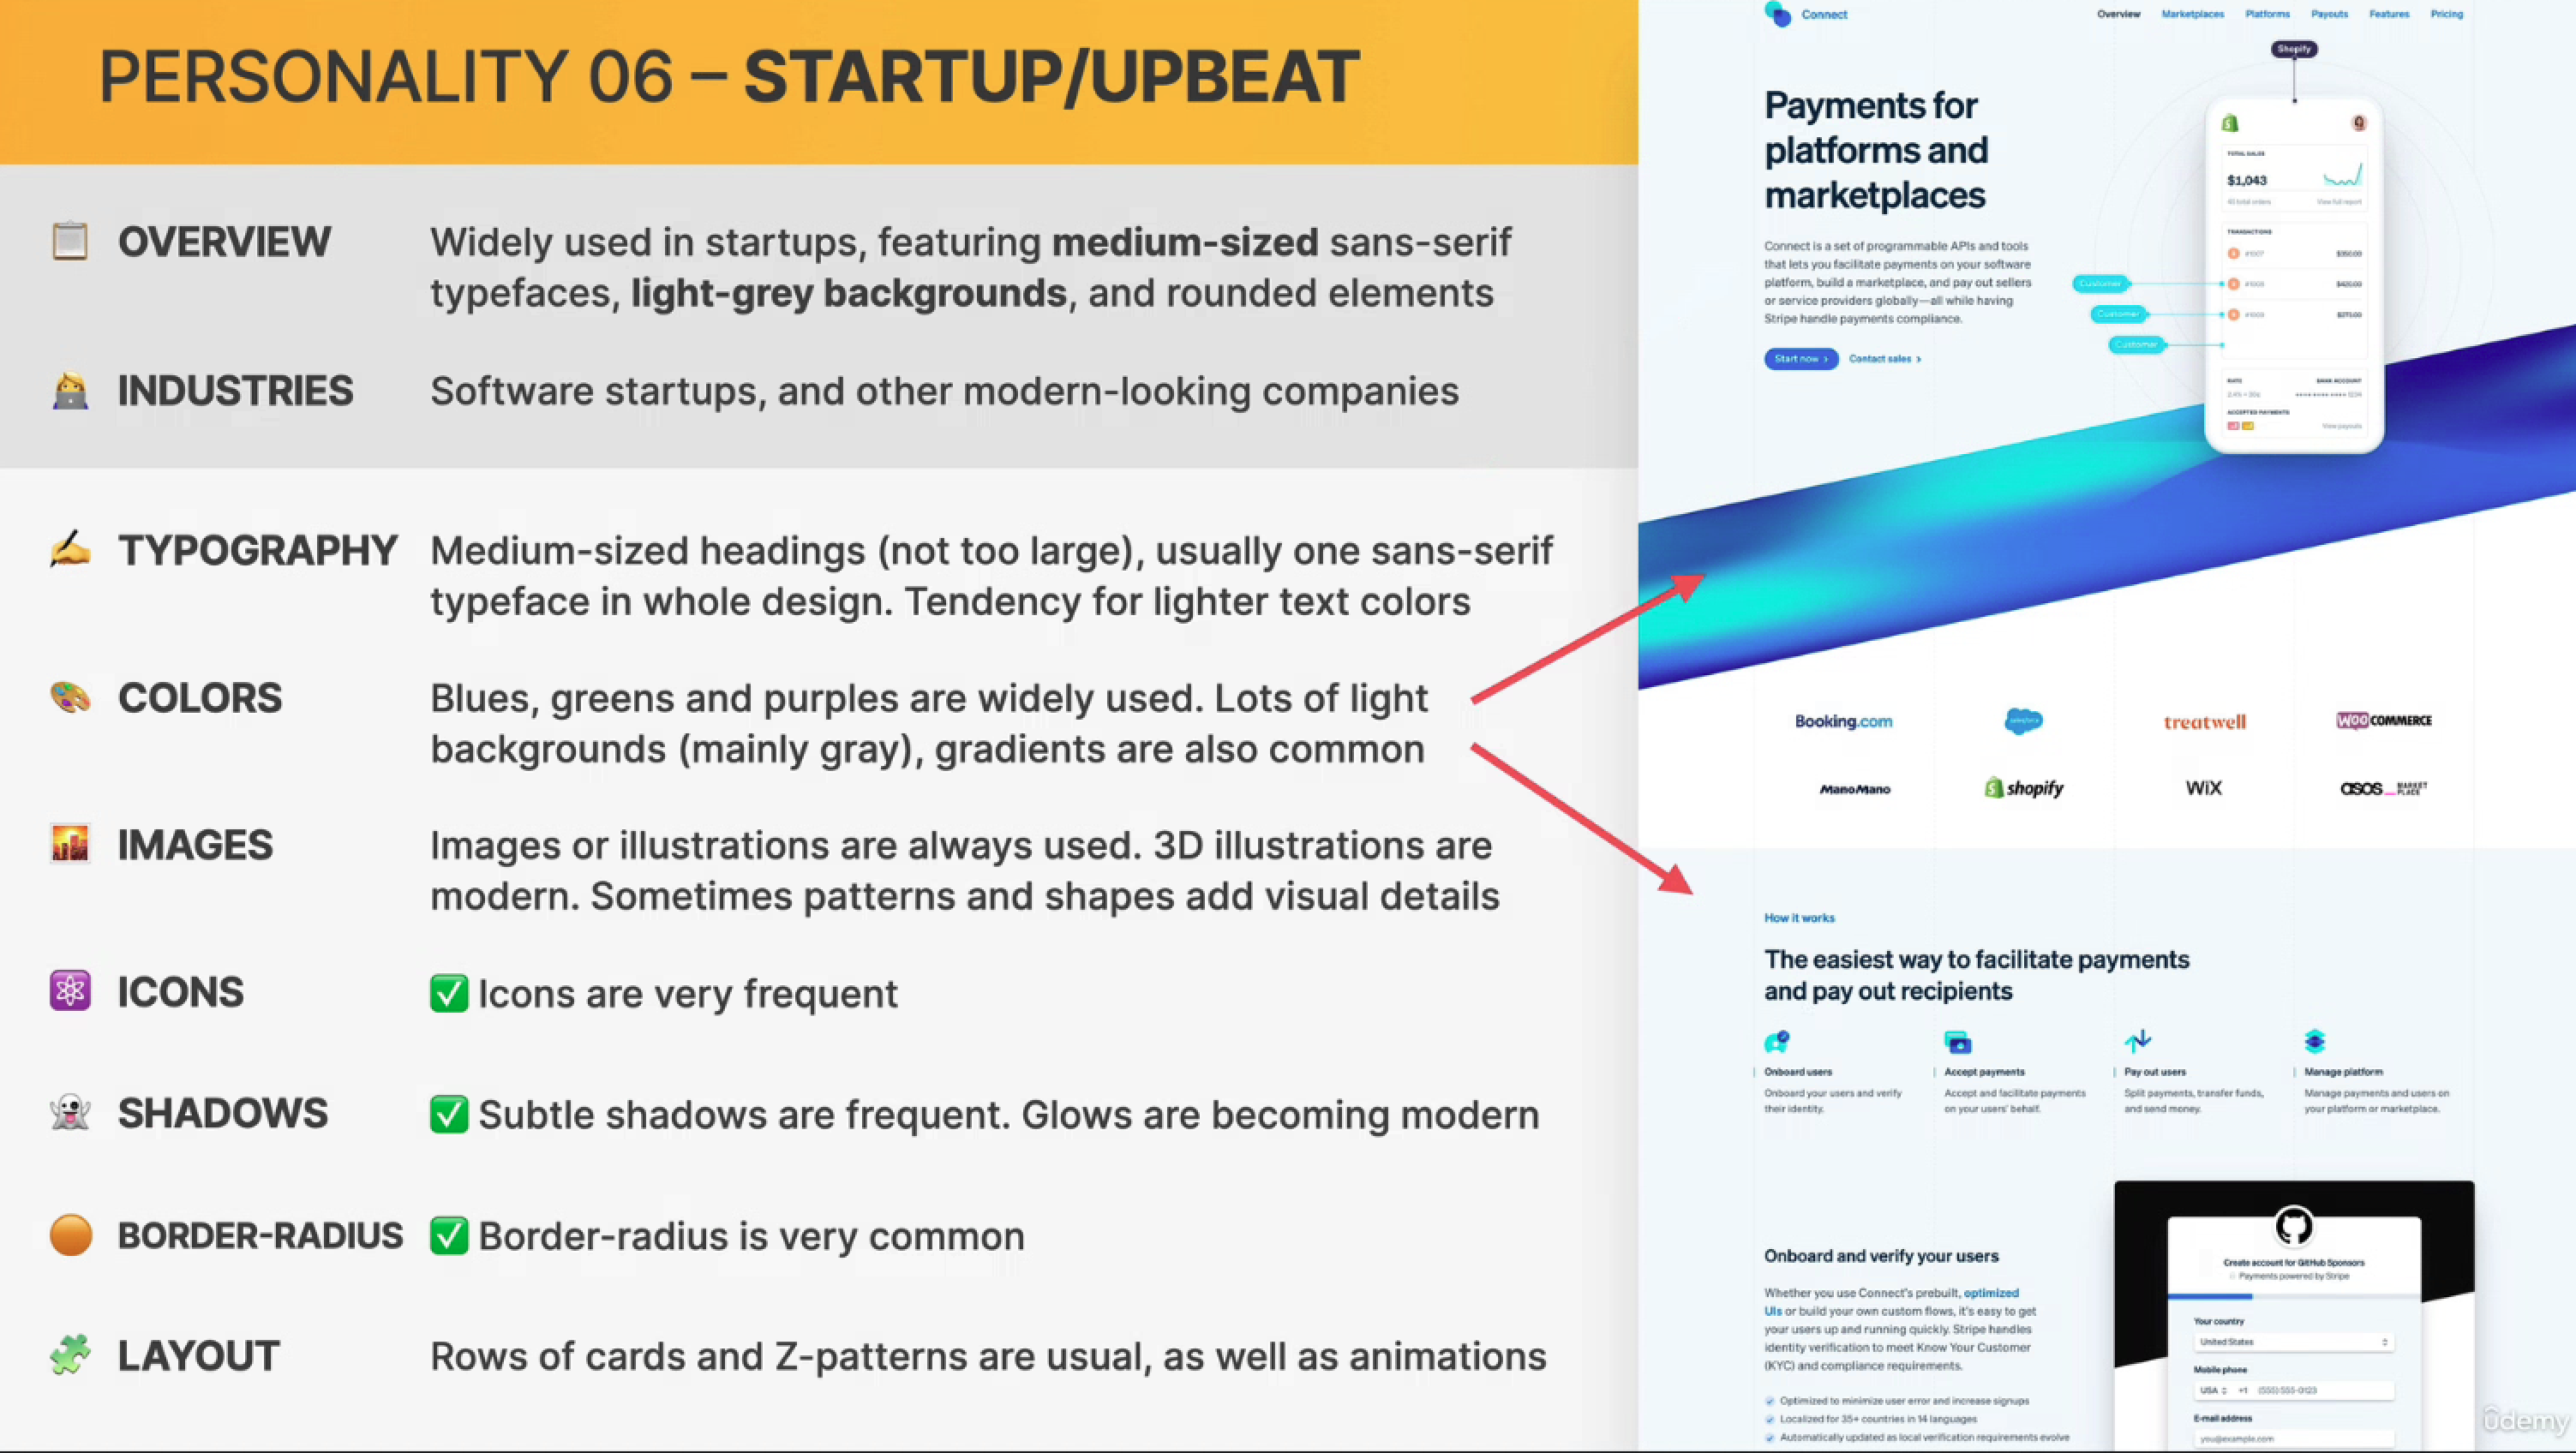 PERSONALITY 06 – STARTUP/UPBEAT
OVERVIEW
Widely used in startups, featuring medium-sized sans-serif
typefaces, light-grey backgrounds, and rounded elements
INDUSTRIES
Software startups, and other modern-looking companies
TYPOGRAPHY
Medium-sized headings (not too large), usually one sans-serif
typeface in whole design. Tendency for lighter text colors
COLORS
Blues, greens and purples are widely used. Lots of light
backgrounds (mainly gray), gradients are also common
IMAGES
Images or illustrations are always used. 3D illustrations are
modern. Sometimes patterns and shapes add visual details
ICONS
Icons are very frequent
SHADOWS
Subtle shadows are frequent. Glows are becoming modern
BORDER-RADIUS
Border-radius is very common
LAYOUT
Rows of cards and Z-patterns are usual, as well as animations
Connect
Overview Marketplaces Platforms Payouts Features Pricing
Shopify
Payments for
platforms and
marketplaces
Connect is a set of programmable APIs and tools
that lets you facilitate payments on your software
platform, build a marketplace, and pay out sellers
or service providers globally—all while having
Stripe handle payments compliance.
Start now Contact sales
TOTAL SALES
$1,043
View full report
TRANSACTIONS
#1007
Customer
Customer
Customer
RATE BANK ACCOUNT
ACCEPTED PAYMENTS
View payouts
Booking.com salesforce treatwell WOO COMMERCE
ManoMano shopify WiX asos MARKET
PLACE
How it works
The easiest way to facilitate payments
and pay out recipients
Onboard users
Onboard your users and verify
their identity.
Accept payments
Accept and facilitate payments
on your users' behalf.
Pay out users
Split payments, transfer funds,
and send money.
Manage platform
Manage payments and users on
your platform or marketplace.
Onboard and verify your users
Whether you use Connect's prebuilt, optimized
UIs or build your own custom flows, it's easy to get
your users up and running quickly. Stripe handles
identity verification to meet Know Your Customer
(KYC) and compliance requirements.
Optimized to minimize user error and increase signups
Localized for 35+ countries in 14 languages
Automatically updated as local verification requirements evolve
Create account for GitHub Sponsors
Payments powered by Stripe
Your country
United States
Mobile phone
USA +1 (555) 555-0123
E-mail address
you@example.com
ûdemy